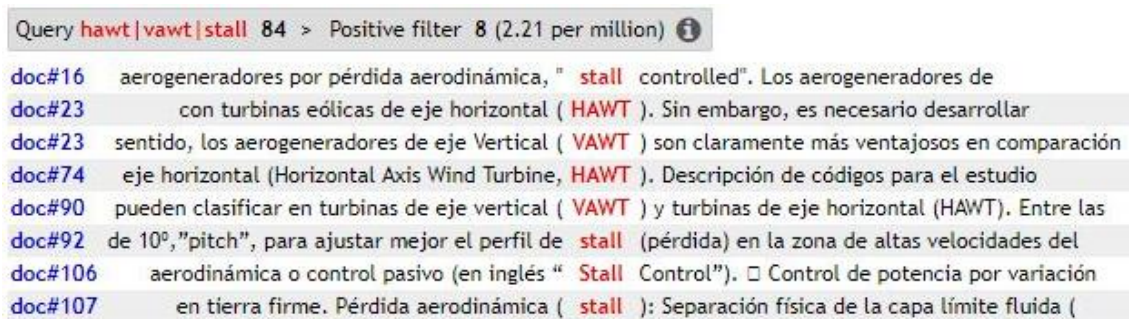 Query hawt|vawt|stall 84 > Positive filter 8 (2.21 per million) i
doc#16 aerogeneradores por pérdida aerodinámica, " stall controlled". Los aerogeneradores de
doc#23 con turbinas eólicas de eje horizontal ( HAWT ). Sin embargo, es necesario desarrollar
doc#23 sentido, los aerogeneradores de eje Vertical ( VAWT ) son claramente más ventajosos en comparación
doc#74 eje horizontal (Horizontal Axis Wind Turbine, HAWT ). Descripción de códigos para el estudio
doc#90 pueden clasificar en turbinas de eje vertical ( VAWT ) y turbinas de eje horizontal (HAWT). Entre las
doc#92 de 10º,”pitch”, para ajustar mejor el perfil de stall (pérdida) en la zona de altas velocidades del
doc#106 aerodinámica o control pasivo (en inglés “ Stall Control”). □ Control de potencia por variación
doc#107 en tierra firme. Pérdida aerodinámica ( stall ): Separación física de la capa límite fluida (